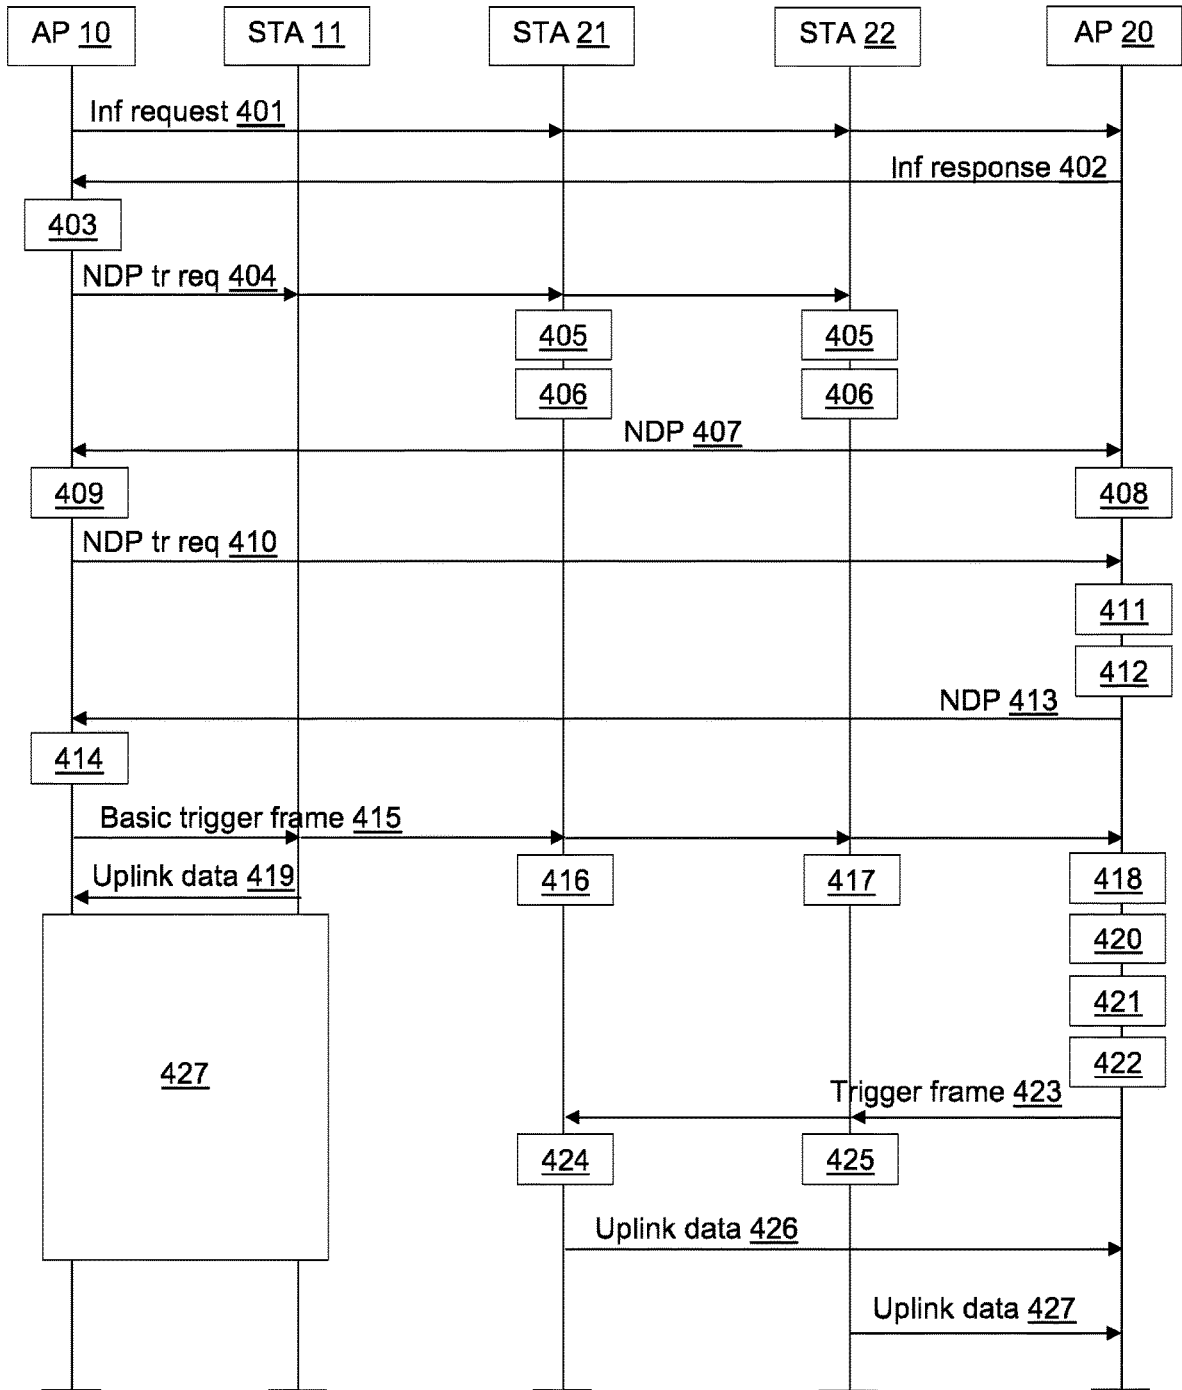 AP 10
STA 11
STA 21
STA 22
AP 20
Inf request 401
Inf response 402
403
NDP tr req 404
405
405
406
406
NDP 407
409
408
NDP tr req 410
411
412
NDP 413
414
Basic trigger frame 415
Uplink data 419
416
417
418
420
421
427
422
Trigger frame 423
424
425
Uplink data 426
Uplink data 427